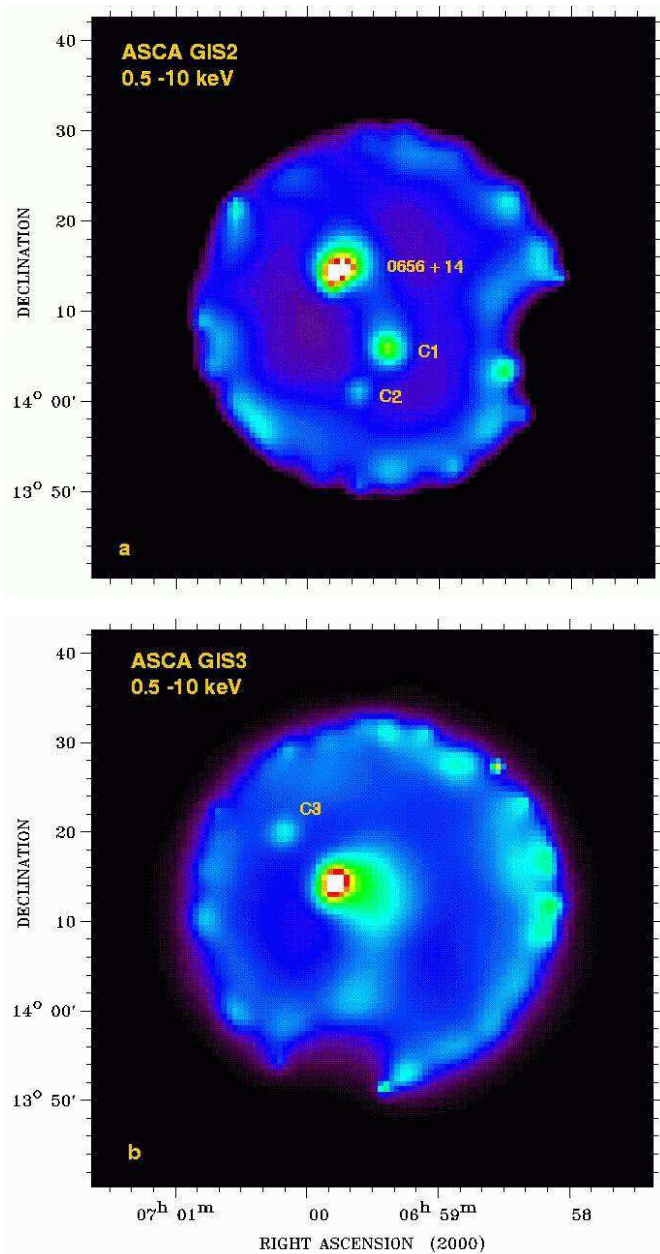 ASCA GIS2
0.5 -10 keV
40
30
20
10
14° 00'
13° 50'
DECLINATION
0656 + 14
C1
C2
a
ASCA GIS3
0.5 -10 keV
40
30
20
10
14° 00'
13° 50'
DECLINATION
C3
b
07ʰ 01ᵐ 00 06ʰ 59ᵐ 58
RIGHT ASCENSION (2000)